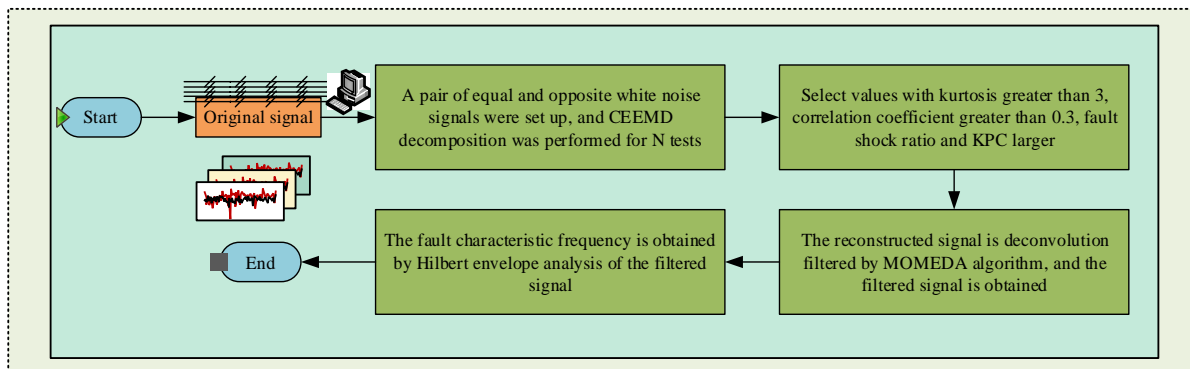 Start
Original signal
A pair of equal and opposite white noise
signals were set up, and CEEMD
decomposition was performed for N tests
Select values with kurtosis greater than 3,
correlation coefficient greater than 0.3, fault
shock ratio and KPC larger
The reconstructed signal is deconvolution
filtered by MOMEDA algorithm, and the
filtered signal is obtained
The fault characteristic frequency is obtained
by Hilbert envelope analysis of the filtered
signal
End